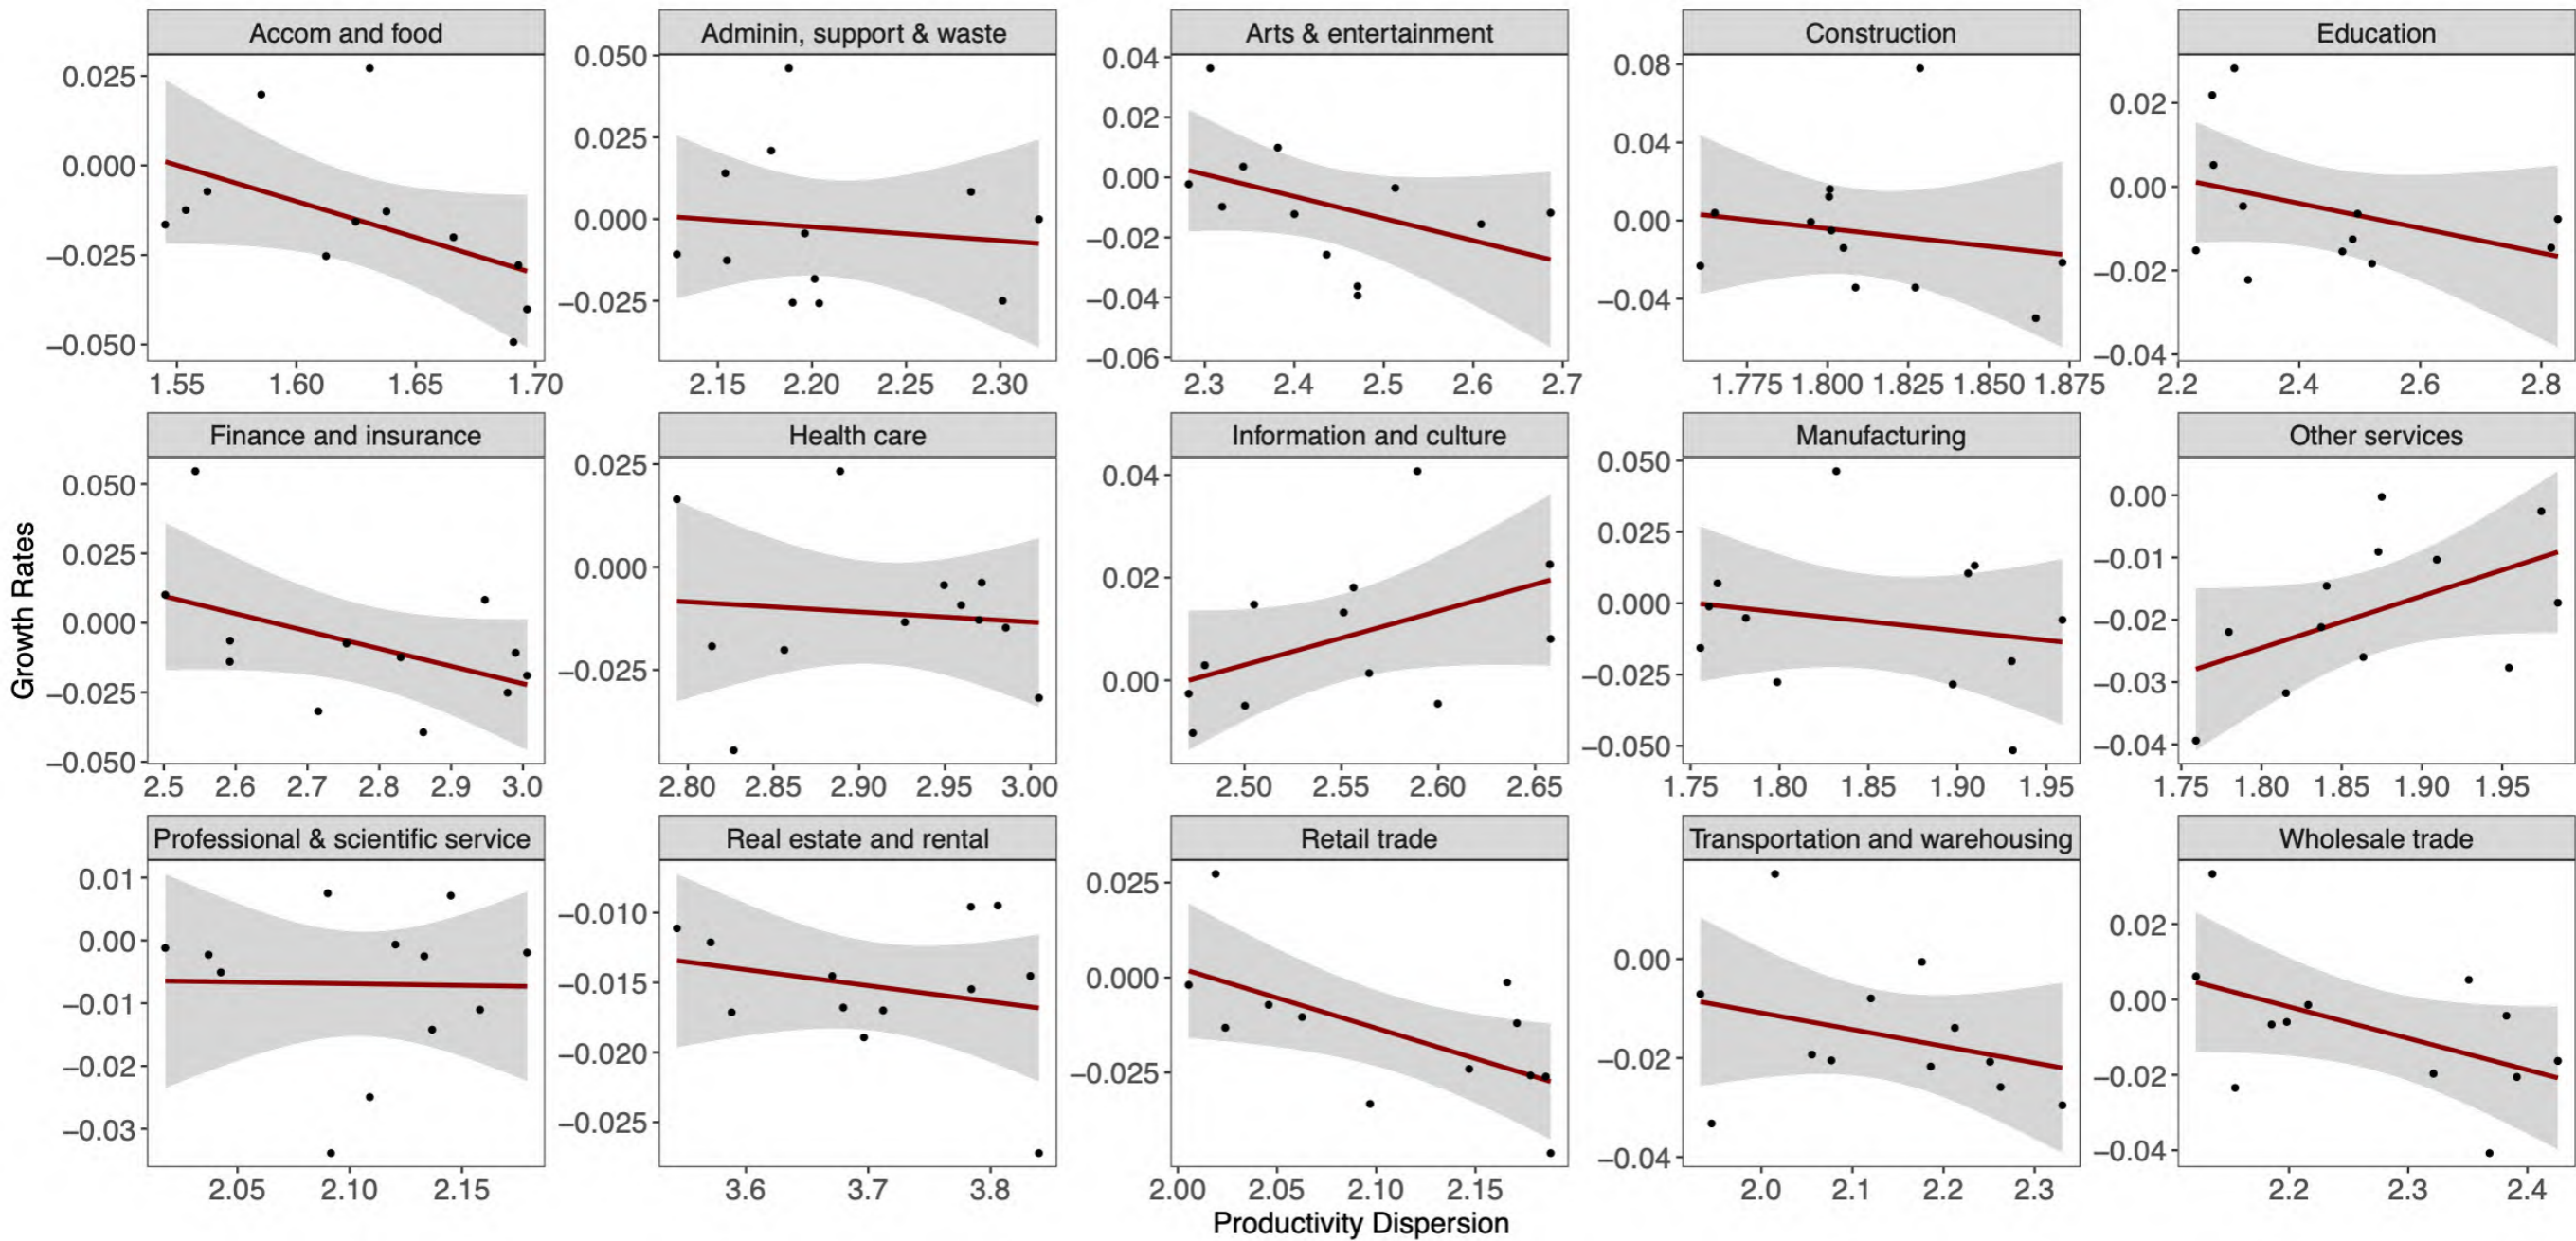 Accom and food
Adminin, support & waste
Arts & entertainment
Construction
Education
0.025
0.000
−0.025
−0.050
1.55 1.60 1.65 1.70
0.050
0.025
0.000
−0.025
2.15 2.20 2.25 2.30
0.04
0.02
0.00
−0.02
−0.04
−0.06
2.3 2.4 2.5 2.6 2.7
0.08
0.04
0.00
−0.04
1.775 1.800 1.825 1.850 1.875
0.02
0.00
−0.02
−0.04
2.2 2.4 2.6 2.8
Growth Rates
Finance and insurance
Health care
Information and culture
Manufacturing
Other services
0.050
0.025
0.000
−0.025
−0.050
2.5 2.6 2.7 2.8 2.9 3.0
0.025
0.000
−0.025
2.80 2.85 2.90 2.95 3.00
0.04
0.02
0.00
2.50 2.55 2.60 2.65
0.050
0.025
0.000
−0.025
−0.050
1.75 1.80 1.85 1.90 1.95
0.00
−0.01
−0.02
−0.03
−0.04
1.75 1.80 1.85 1.90 1.95
Professional & scientific service
Real estate and rental
Retail trade
Transportation and warehousing
Wholesale trade
0.01
0.00
−0.01
−0.02
−0.03
2.05 2.10 2.15
−0.010
−0.015
−0.020
−0.025
3.6 3.7 3.8
0.025
0.000
−0.025
2.00 2.05 2.10 2.15
0.00
−0.02
−0.04
2.0 2.1 2.2 2.3
0.02
0.00
−0.02
−0.04
2.2 2.3 2.4
Productivity Dispersion